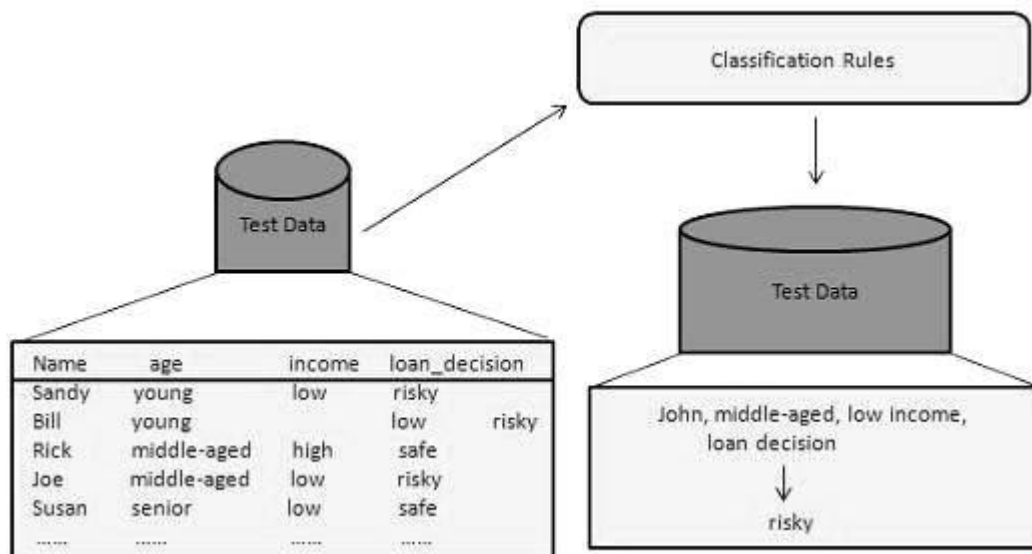 Classification Rules
Test Data
Test Data
Name age income loan_decision
Sandy young low risky
Bill young low risky
Rick middle-aged high safe
Joe middle-aged low risky
Susan senior low safe
...... ...... ...... ......
John, middle-aged, low income,
loan decision
risky